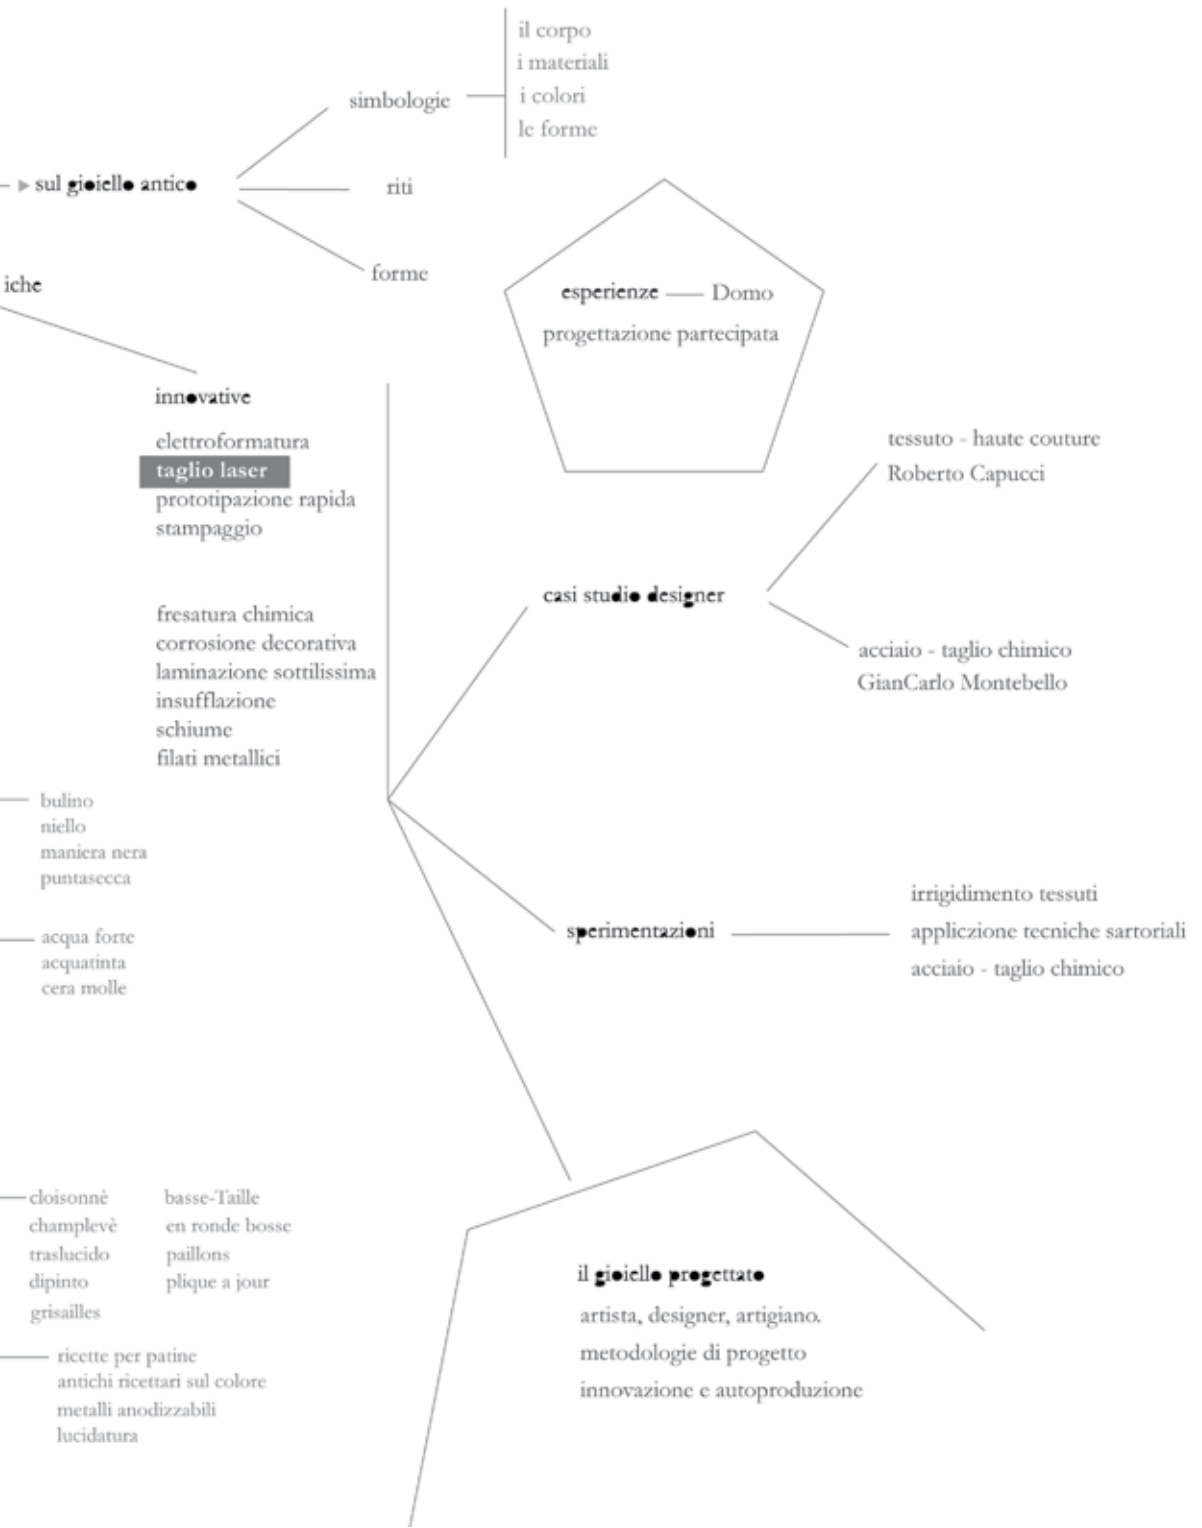 il corpo
i materiali
simbologie
i colori
le forme
sul gioiello antico
riti
forme
iche
esperienze
Domo
progettazione partecipata
innovative
elettroformatura
taglio laser
prototipazione rapida
stampaggio
fresatura chimica
corrosione decorativa
laminazione sottilissima
insufflazione
schiume
filati metallici
tessuto - haute couture
Roberto Capucci
casi studio designer
acciaio - taglio chimico
GianCarlo Montebello
bulino
niello
maniera nera
puntasecca
acqua forte
acquatinta
cera molle
sperimentazioni
irrigidimento tessuti
appliczione tecniche sartoriali
acciaio - taglio chimico
cloisonnè
champlevè
traslucido
dipinto
grisailles
basse-Taille
en ronde bosse
paillons
plique a jour
ricette per patine
antichi ricettari sul colore
metalli anodizzabili
lucidatura
il gioiello progettato
artista, designer, artigiano.
metodologie di progetto
innovazione e autoproduzione